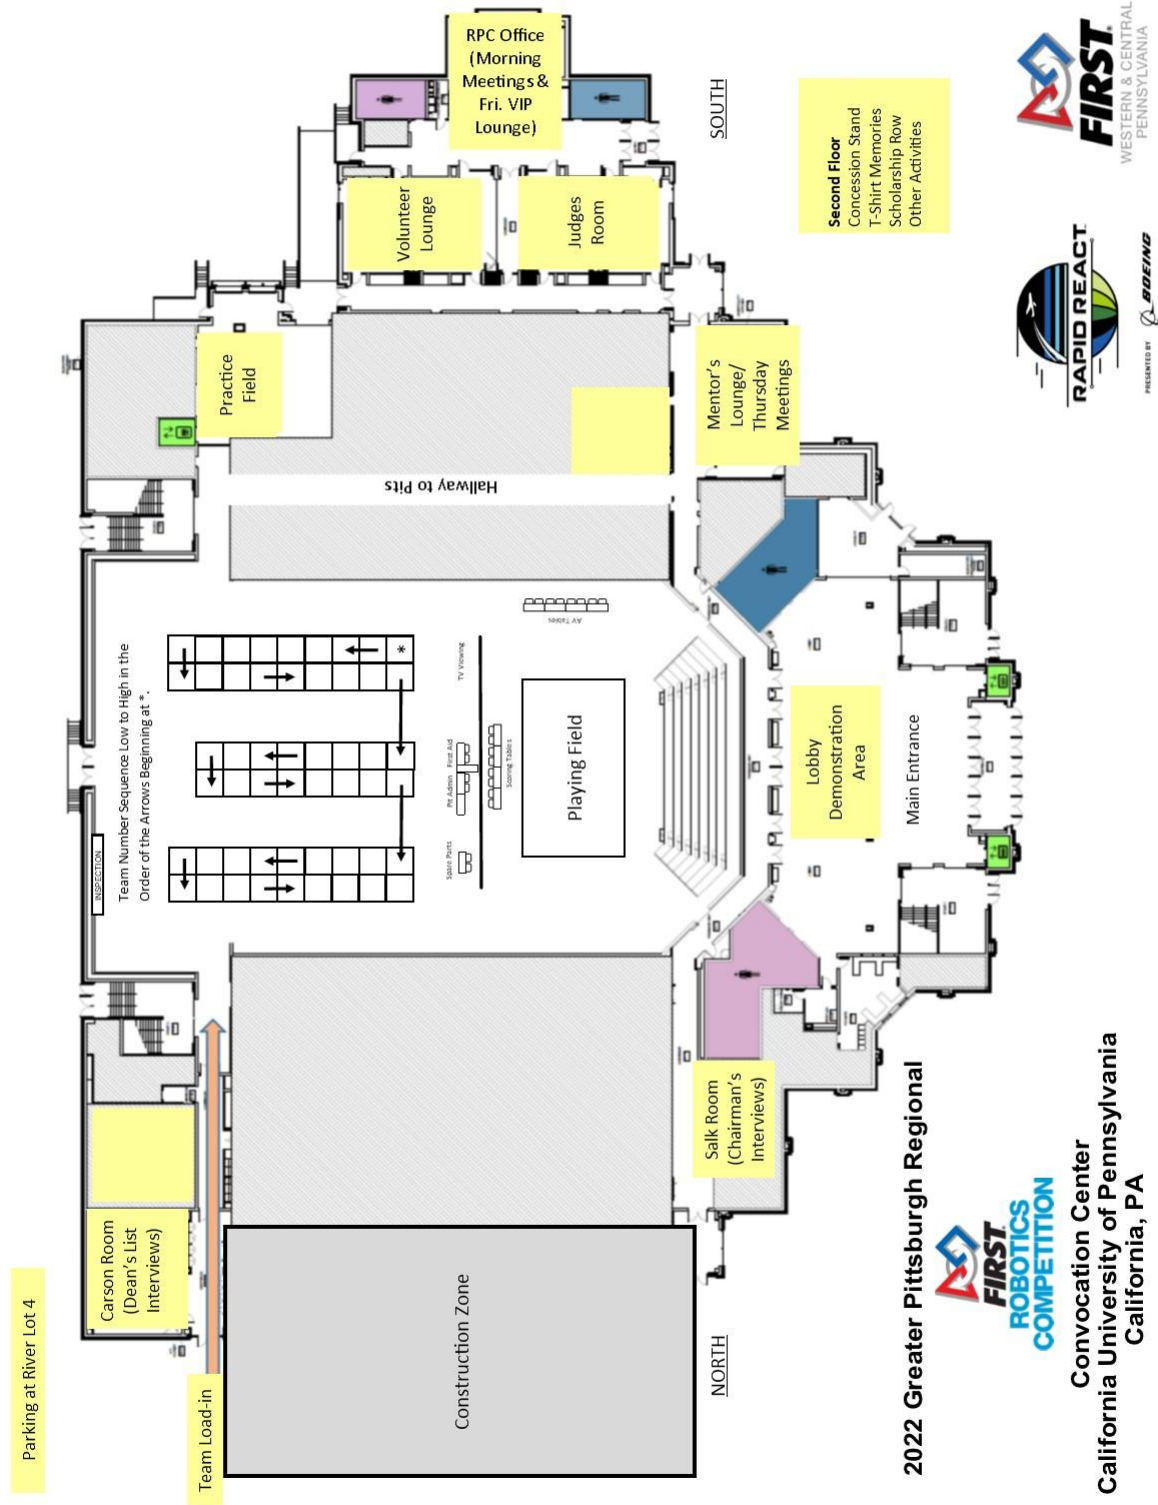 Parking at River Lot 4
Team Load-in
Carson Room
(Dean's List
Interviews)
Construction Zone
NORTH
INSPECTION
Team Number Sequence Low to High in the
Order of the Arrows Beginning at *.
*
Spare Parts
Pit Admin
First Aid
Scoring Tables
TV Viewing
AV Tables
Playing Field
Hallway to Pits
Practice
Field
Volunteer
Lounge
Judges
Room
RPC Office
(Morning
Meetings &
Fri. VIP
Lounge)
SOUTH
Mentor's
Lounge/
Thursday
Meetings
Salk Room
(Chairman's
Interviews)
Lobby
Demonstration
Area
Main Entrance
Second Floor
Concession Stand
T-Shirt Memories
Scholarship Row
Other Activities
2022 Greater Pittsburgh Regional
FIRST
ROBOTICS
COMPETITION
Convocation Center
California University of Pennsylvania
California, PA
RAPID REACT
PRESENTED BY BOEING
FIRST
WESTERN & CENTRAL
PENNSYLVANIA